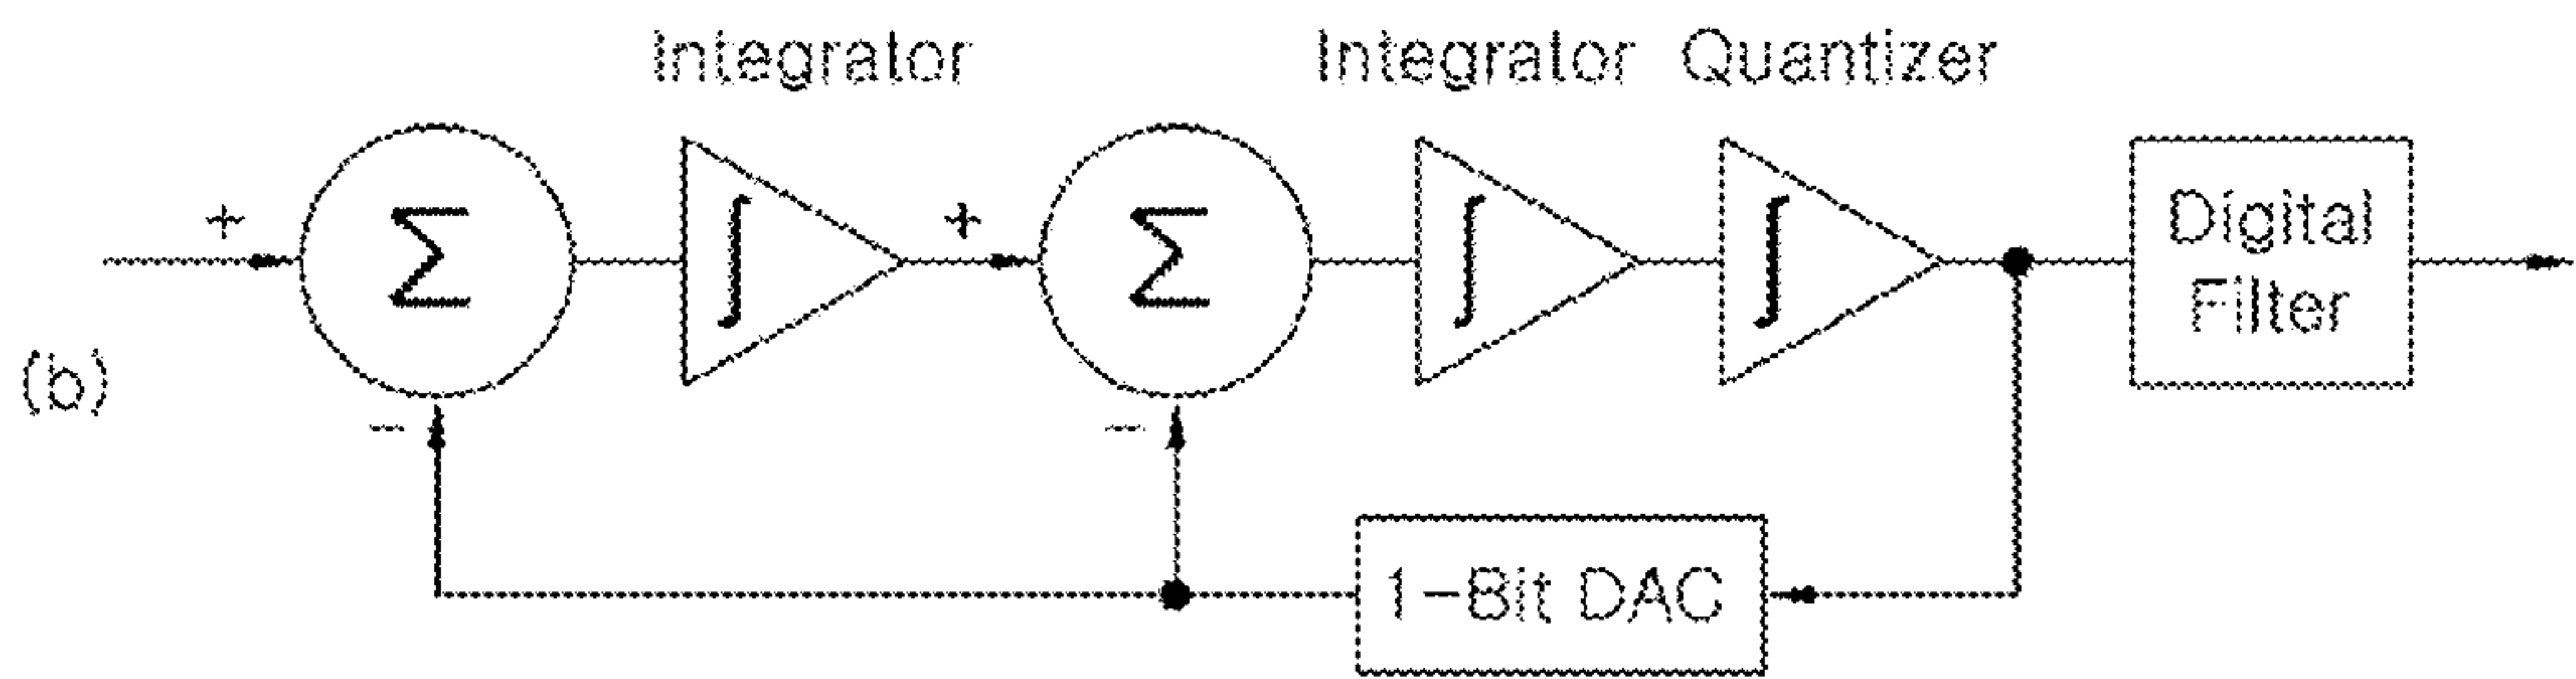 Integrator
Integrator Quantizer
+
Σ
∫
+
Σ
∫
∫
Digital
Filter
(b)
−
−
1-Bit DAC